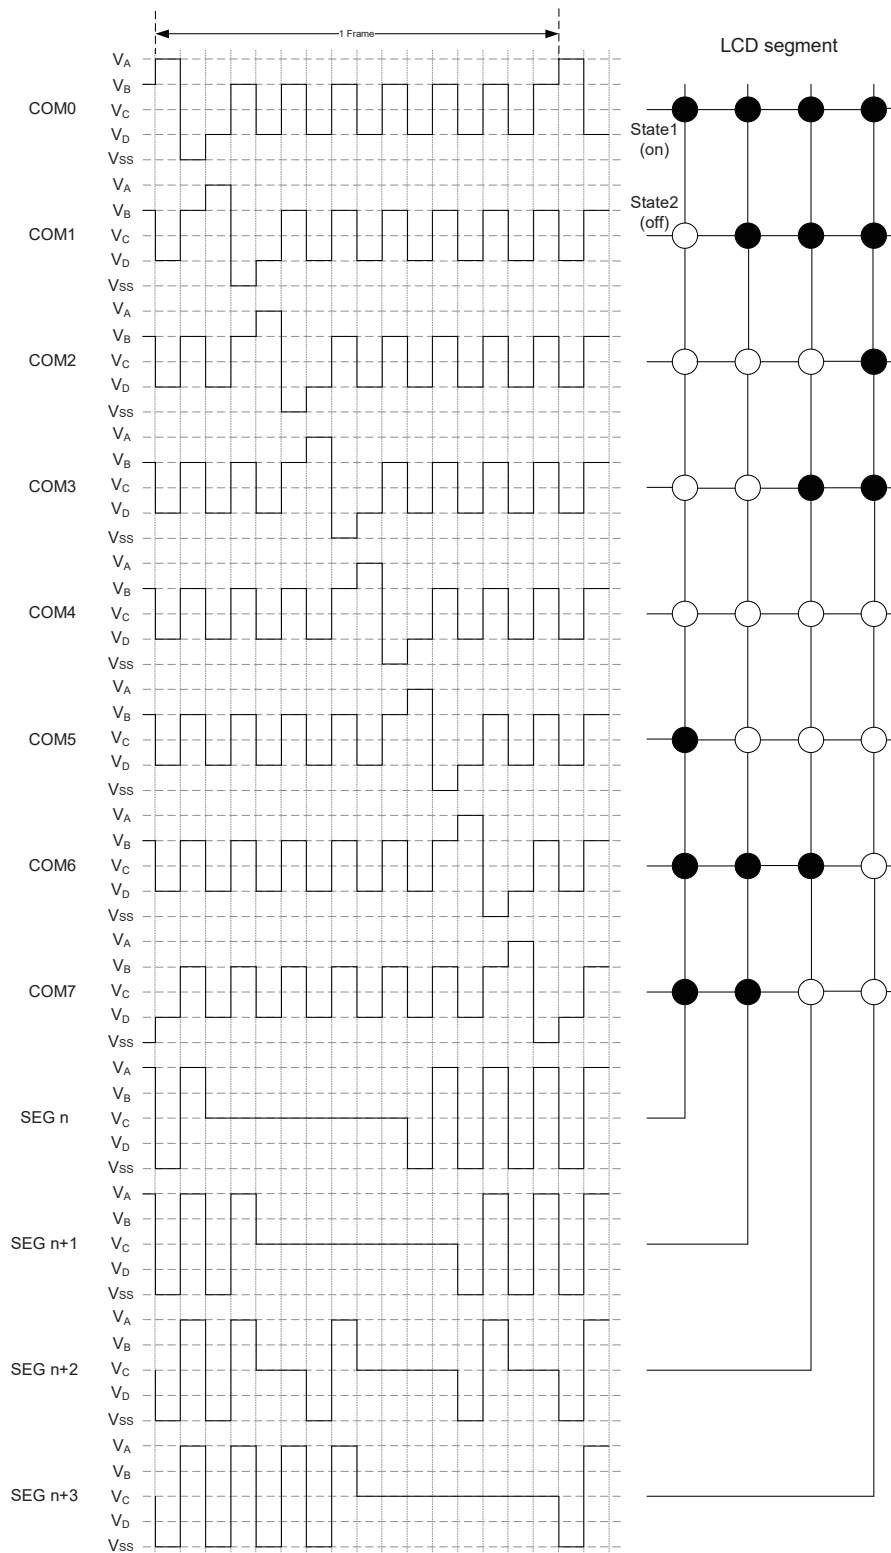 1 Frame
LCD segment
COM0
VA
VB
VC
VD
VSS
State1
(on)
COM1
VA
VB
VC
VD
VSS
State2
(off)
COM2
VA
VB
VC
VD
VSS
COM3
VA
VB
VC
VD
VSS
COM4
VA
VB
VC
VD
VSS
COM5
VA
VB
VC
VD
VSS
COM6
VA
VB
VC
VD
VSS
COM7
VA
VB
VC
VD
VSS
SEG n
VA
VB
VC
VD
VSS
SEG n+1
VA
VB
VC
VD
VSS
SEG n+2
VA
VB
VC
VD
VSS
SEG n+3
VA
VB
VC
VD
VSS